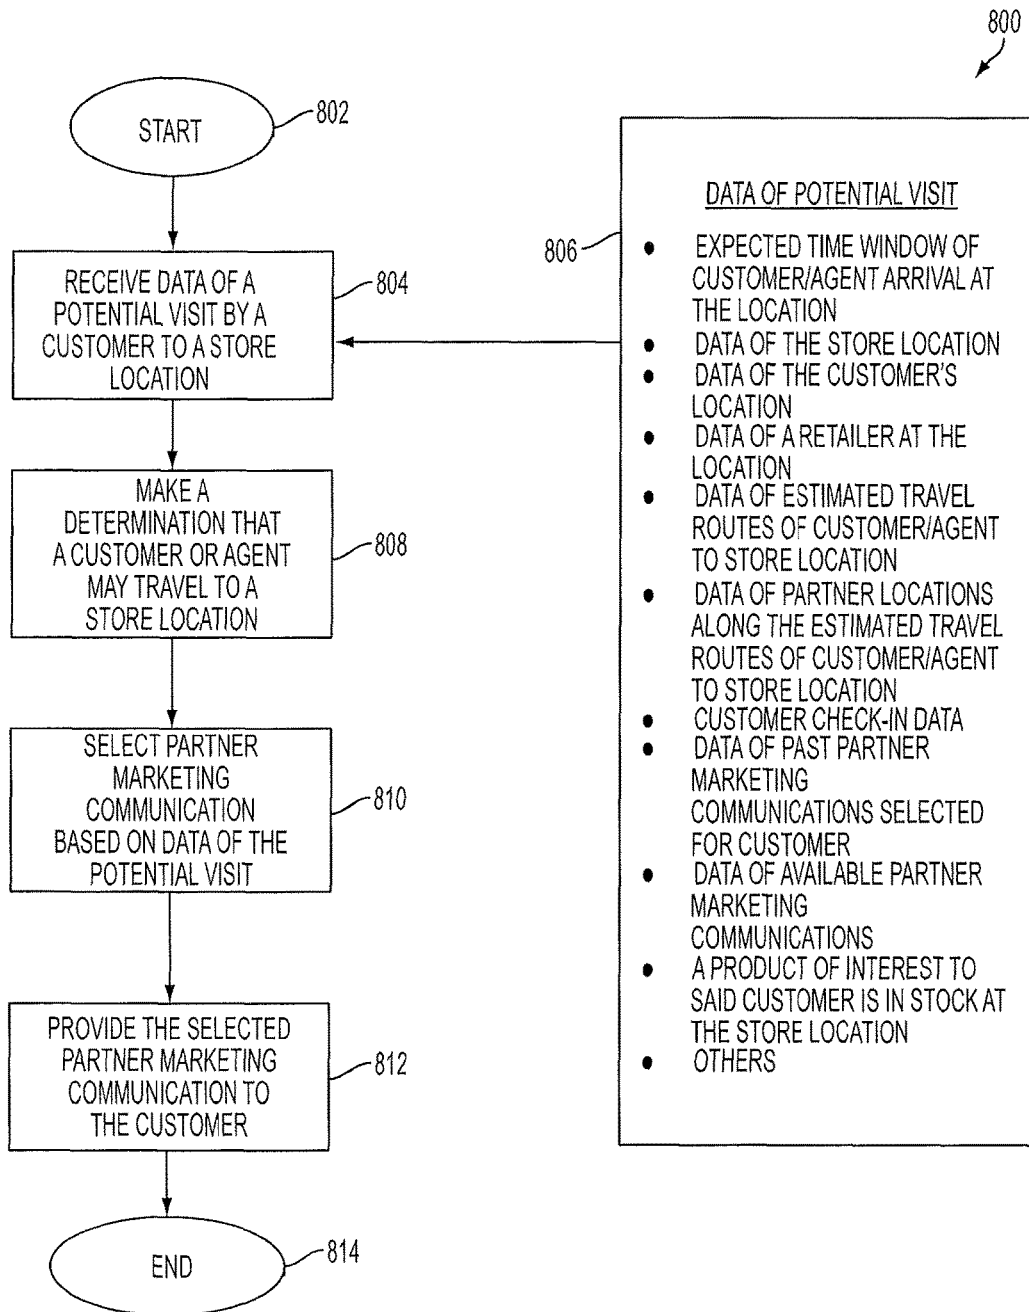 800
START
802
RECEIVE DATA OF A
POTENTIAL VISIT BY A
CUSTOMER TO A STORE
LOCATION
804
MAKE A
DETERMINATION THAT
A CUSTOMER OR AGENT
MAY TRAVEL TO A
STORE LOCATION
808
SELECT PARTNER
MARKETING
COMMUNICATION
BASED ON DATA OF THE
POTENTIAL VISIT
810
PROVIDE THE SELECTED
PARTNER MARKETING
COMMUNICATION TO
THE CUSTOMER
812
END
814
806
DATA OF POTENTIAL VISIT
● EXPECTED TIME WINDOW OF
CUSTOMER/AGENT ARRIVAL AT
THE LOCATION
● DATA OF THE STORE LOCATION
● DATA OF THE CUSTOMER'S
LOCATION
● DATA OF A RETAILER AT THE
LOCATION
● DATA OF ESTIMATED TRAVEL
ROUTES OF CUSTOMER/AGENT
TO STORE LOCATION
● DATA OF PARTNER LOCATIONS
ALONG THE ESTIMATED TRAVEL
ROUTES OF CUSTOMER/AGENT
TO STORE LOCATION
● CUSTOMER CHECK-IN DATA
● DATA OF PAST PARTNER
MARKETING
COMMUNICATIONS SELECTED
FOR CUSTOMER
● DATA OF AVAILABLE PARTNER
MARKETING
COMMUNICATIONS
● A PRODUCT OF INTEREST TO
SAID CUSTOMER IS IN STOCK AT
THE STORE LOCATION
● OTHERS